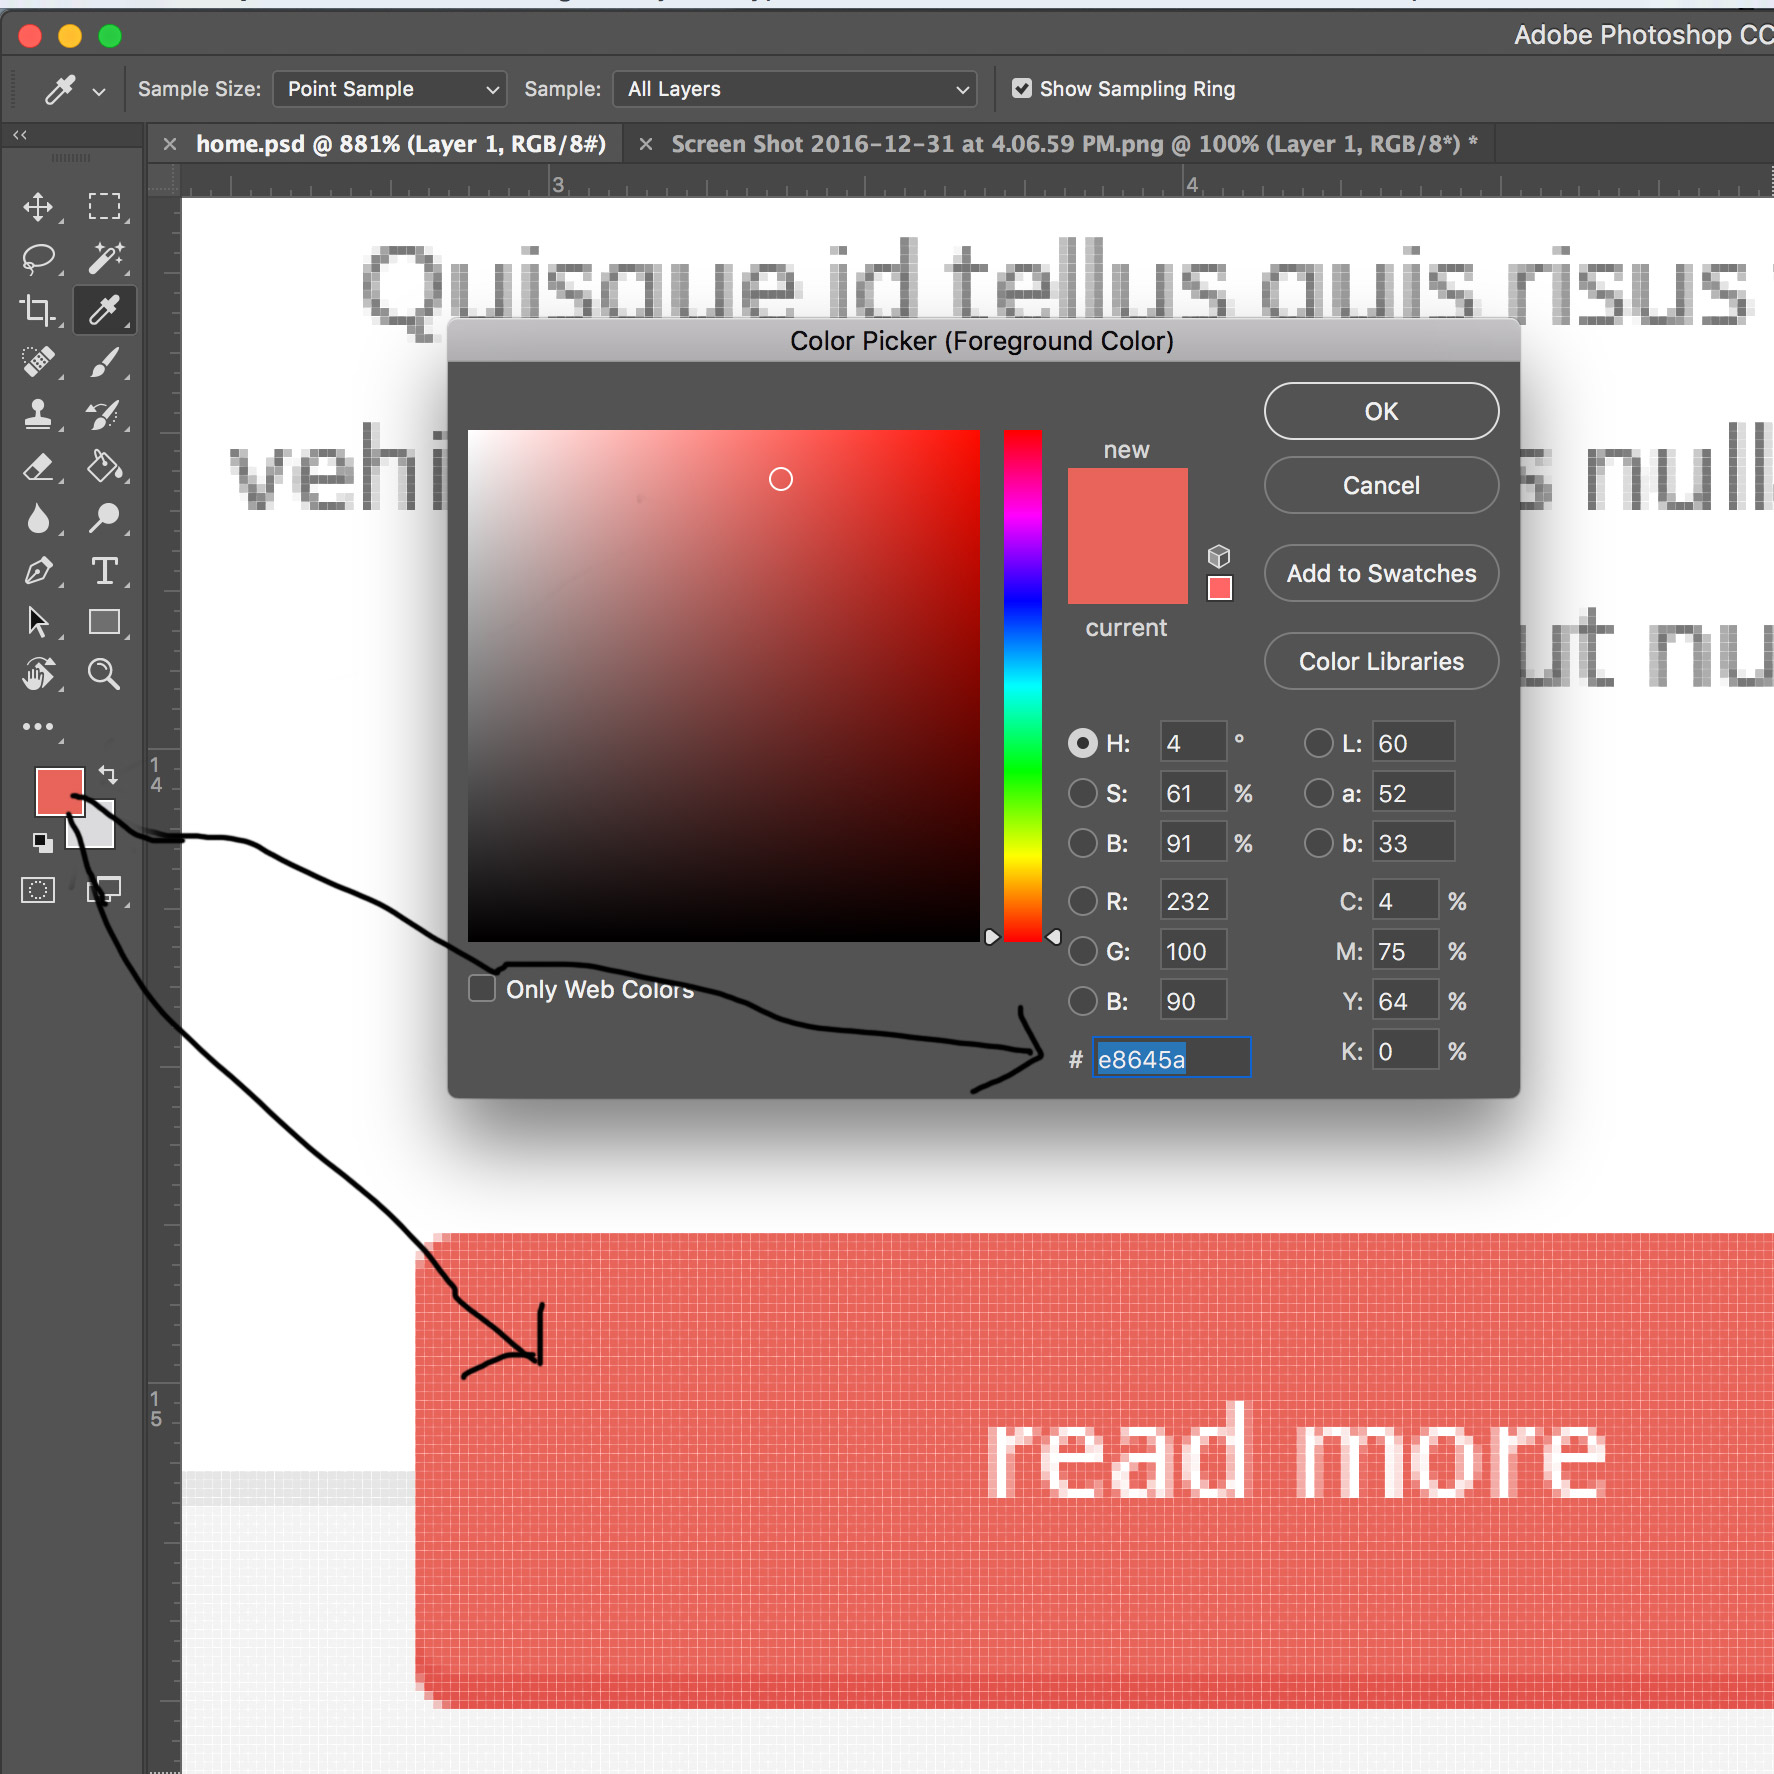 Adobe Photoshop CC
Sample Size: Point Sample Sample: All Layers Show Sampling Ring
home.psd @ 881% (Layer 1, RGB/8#) Screen Shot 2016-12-31 at 4.06.59 PM.png @ 100% (Layer 1, RGB/8*) *
3 4
Quisque id tellus quis risus
Color Picker (Foreground Color)
OK
new
Cancel
Add to Swatches
current
Color Libraries
ut
H: 4 ° L: 60
S: 61 % a: 52
B: 91 % b: 33
R: 232 C: 4 %
G: 100 M: 75 %
B: 90 Y: 64 %
K: 0 %
Only Web Colors
# e8645a
14
15
read more